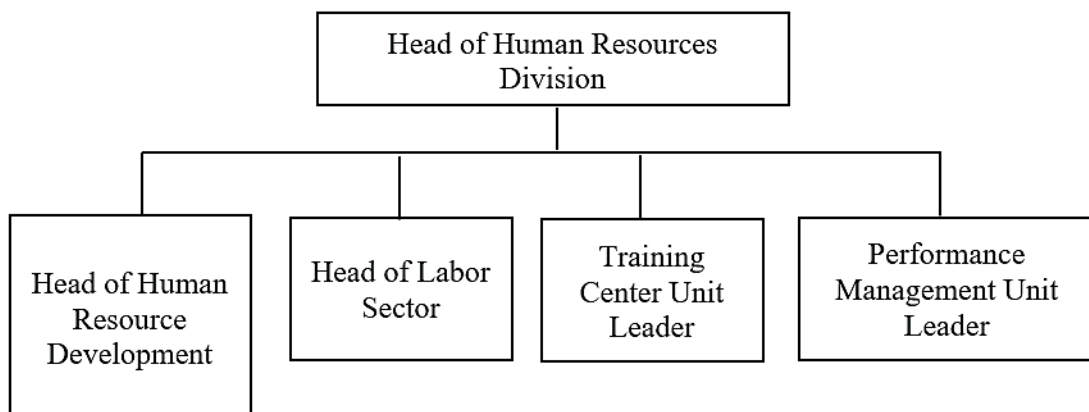 Head of Human Resources
Division
Head of Human
Resource
Development
Head of Labor
Sector
Training
Center Unit
Leader
Performance
Management Unit
Leader